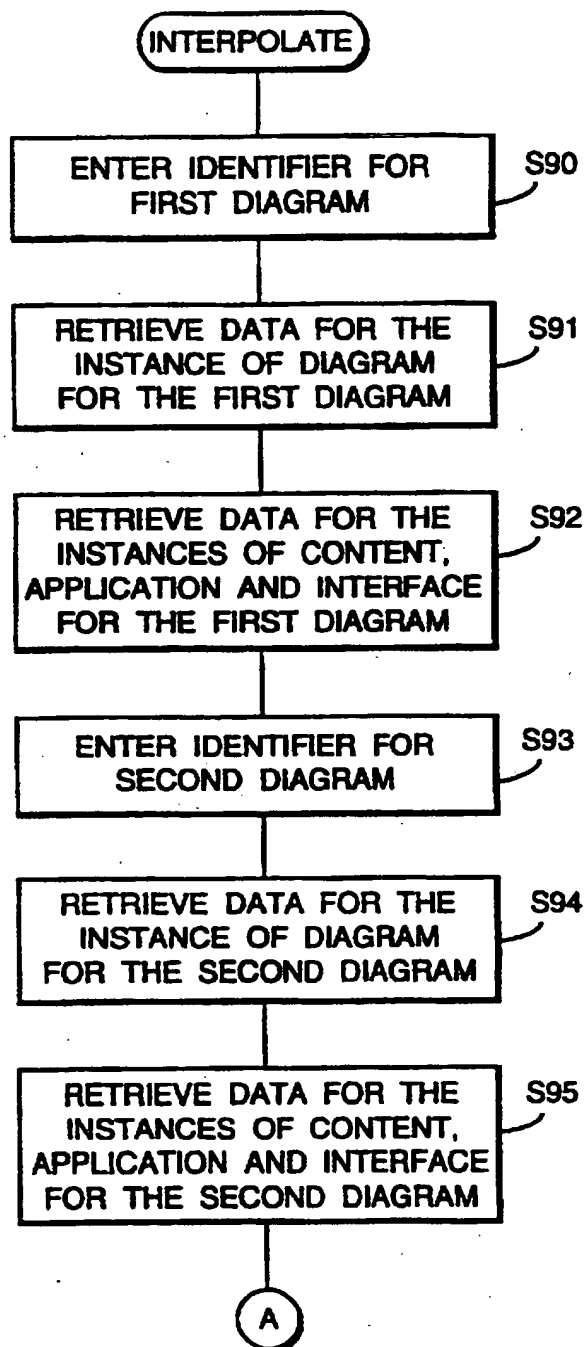 INTERPOLATE
ENTER IDENTIFIER FOR
FIRST DIAGRAM
S90
RETRIEVE DATA FOR THE
INSTANCE OF DIAGRAM
FOR THE FIRST DIAGRAM
S91
RETRIEVE DATA FOR THE
INSTANCES OF CONTENT,
APPLICATION AND INTERFACE
FOR THE FIRST DIAGRAM
S92
ENTER IDENTIFIER FOR
SECOND DIAGRAM
S93
RETRIEVE DATA FOR THE
INSTANCE OF DIAGRAM
FOR THE SECOND DIAGRAM
S94
RETRIEVE DATA FOR THE
INSTANCES OF CONTENT,
APPLICATION AND INTERFACE
FOR THE SECOND DIAGRAM
S95
A